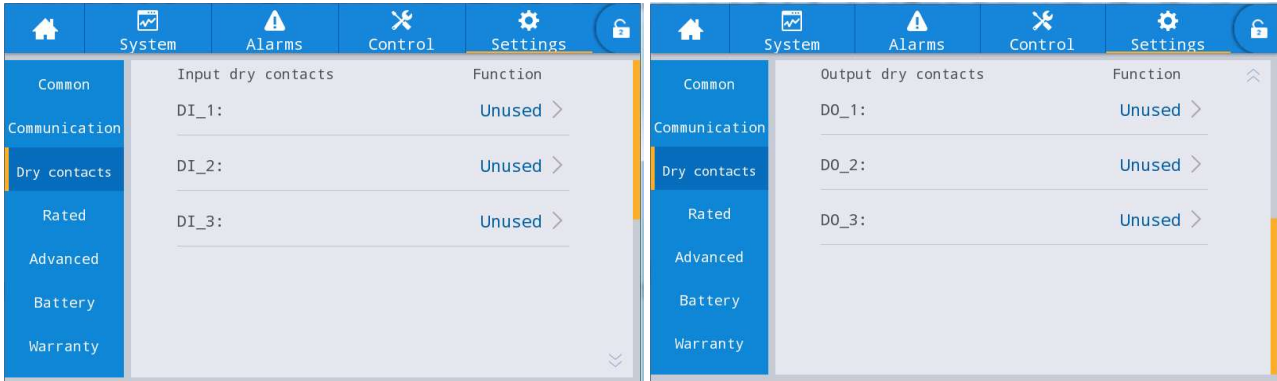 System Alarms Control Settings 2
Common
Communication
Dry contacts
Rated
Advanced
Battery
Warranty
Input dry contacts Function
DI_1: Unused
DI_2: Unused
DI_3: Unused
System Alarms Control Settings 2
Common
Communication
Dry contacts
Rated
Advanced
Battery
Warranty
Output dry contacts Function
DO_1: Unused
DO_2: Unused
DO_3: Unused